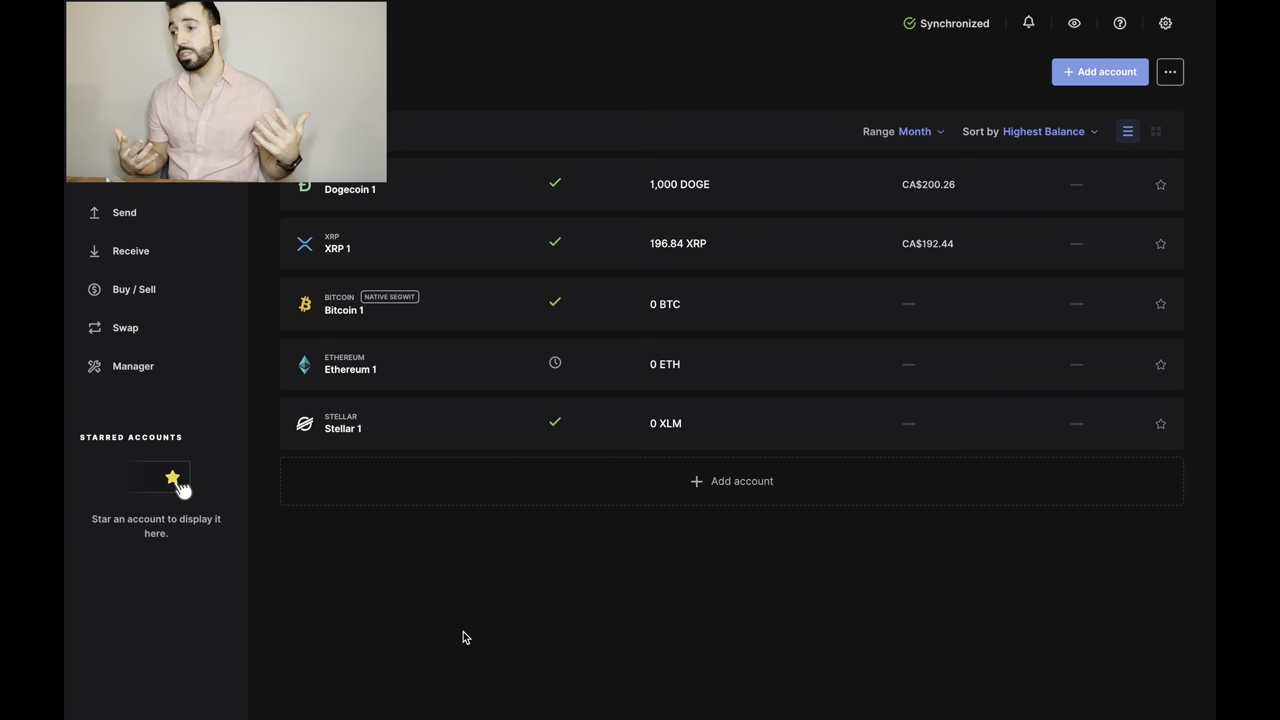 Synchronized
+ Add account
Range Month
Sort by Highest Balance
Dogecoin 1
1,000 DOGE
CA$200.26
—
Send
Receive
Buy / Sell
Swap
Manager
XRP
XRP 1
196.84 XRP
CA$192.44
—
BITCOIN NATIVE SEGWIT
Bitcoin 1
0 BTC
—
—
ETHEREUM
Ethereum 1
0 ETH
—
—
STELLAR
Stellar 1
0 XLM
—
—
+ Add account
STARRED ACCOUNTS
Star an account to display it
here.